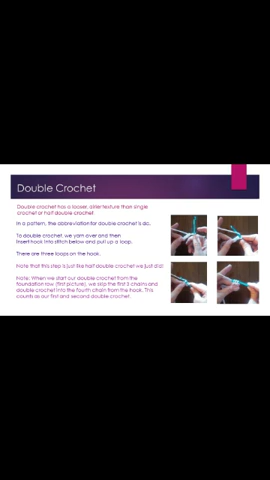 Double Crochet
Double crochet has a looser, airier texture than single
crochet or half double crochet
In a pattern, the abbreviation for double crochet is dc.
To double crochet, we yarn over and then
insert hook into stitch below and pull up a loop.
There are three loops on the hook.
Note that this step is just like half double crochet we just did!
Note: When we start our double crochet from the
foundation row (first picture), we skip the first 3 chains and
double crochet into the fourth chain from the hook. This
counts as our first and second double crochet.